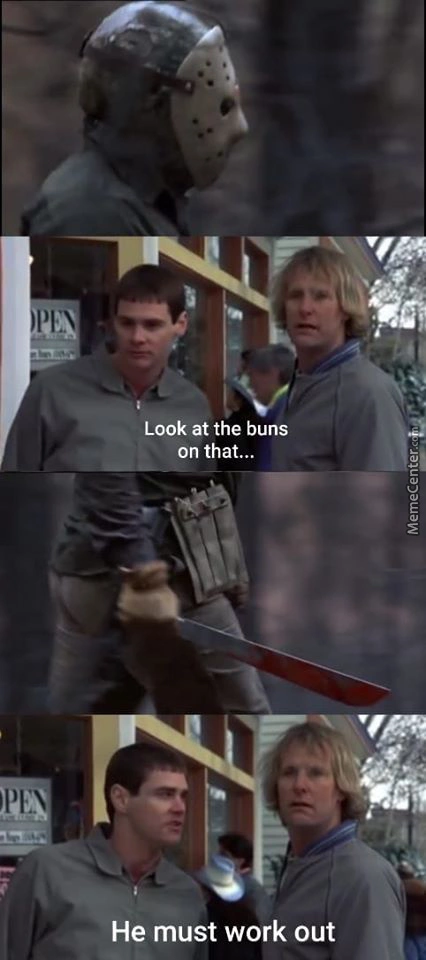 OPEN
Look at the buns
on that...
MemeCenter.com
OPEN
He must work out